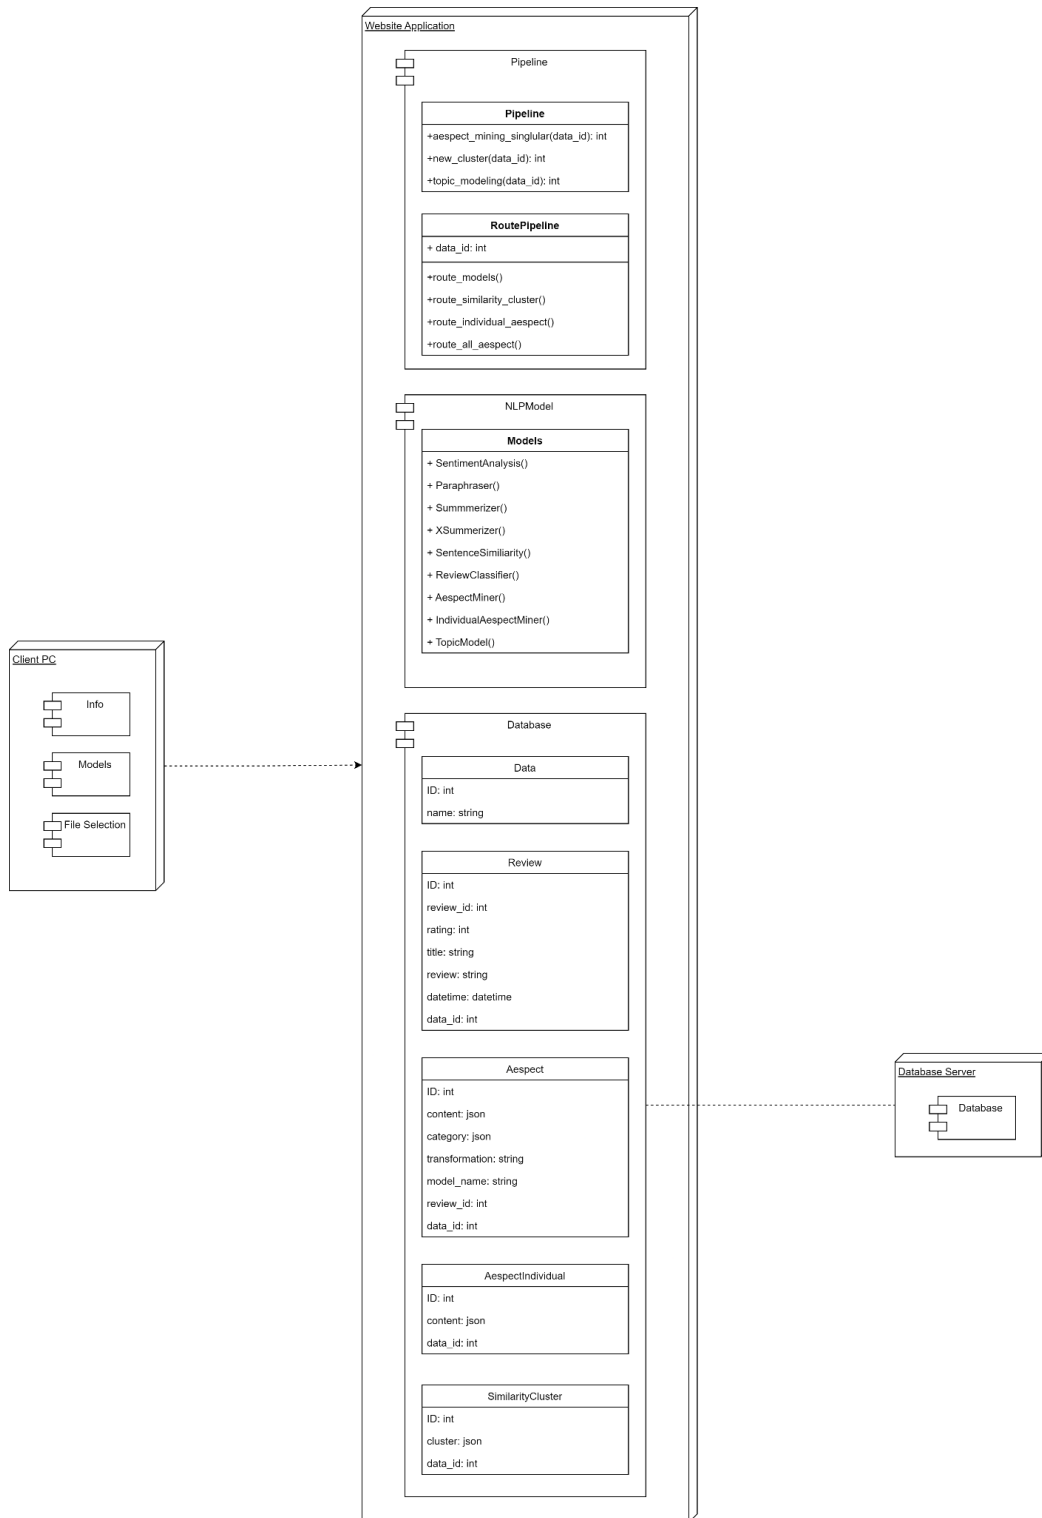 Website Application
Pipeline
Pipeline
+aespect_mining_singlular(data_id): int
+new_cluster(data_id): int
+topic_modeling(data_id): int
RoutePipeline
+ data_id: int
+route_models()
+route_similarity_cluster()
+route_individual_aespect()
+route_all_aespect()
NLPModel
Models
+ SentimentAnalysis()
+ Paraphraser()
+ Summmerizer()
+ XSummerizer()
+ SentenceSimiliarity()
+ ReviewClassifier()
+ AespectMiner()
+ IndividualAespectMiner()
+ TopicModel()
Client PC
Info
Models
File Selection
Database
Data
ID: int
name: string
Review
ID: int
review_id: int
rating: int
title: string
review: string
datetime: datetime
data_id: int
Aespect
ID: int
content: json
category: json
transformation: string
model_name: string
review_id: int
data_id: int
AespectIndividual
ID: int
content: json
data_id: int
SimilarityCluster
ID: int
cluster: json
data_id: int
Database Server
Database